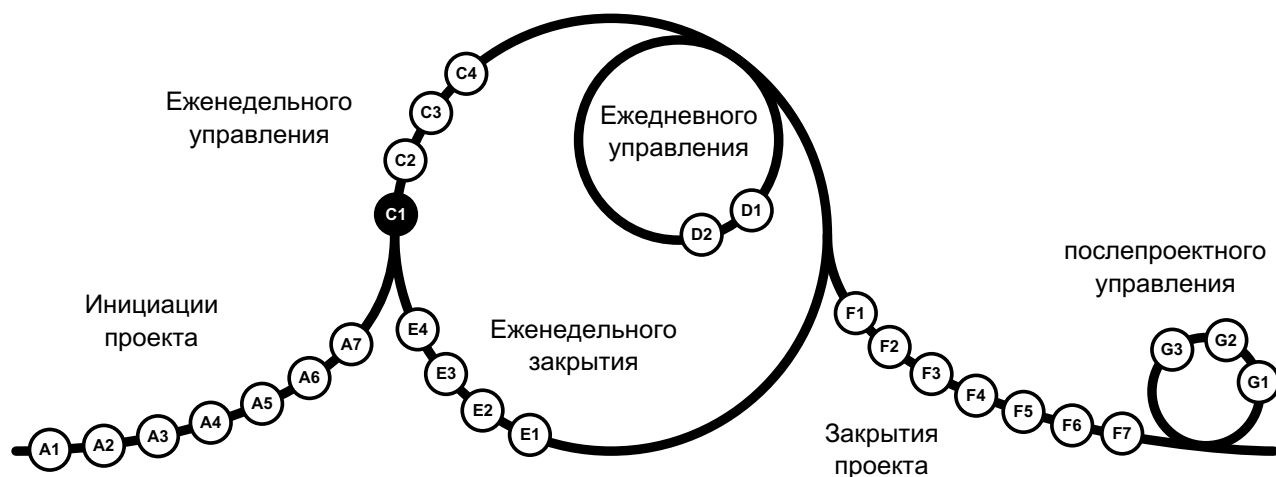 Еженедельного
управления
C4
C3
C2
C1
Ежедневного
управления
D1
D2
Инициации
проекта
A1
A2
A3
A4
A5
A6
A7
Еженедельного
закрытия
E4
E3
E2
E1
Закрытия
проекта
F1
F2
F3
F4
F5
F6
F7
послепроектного
управления
G3
G2
G1